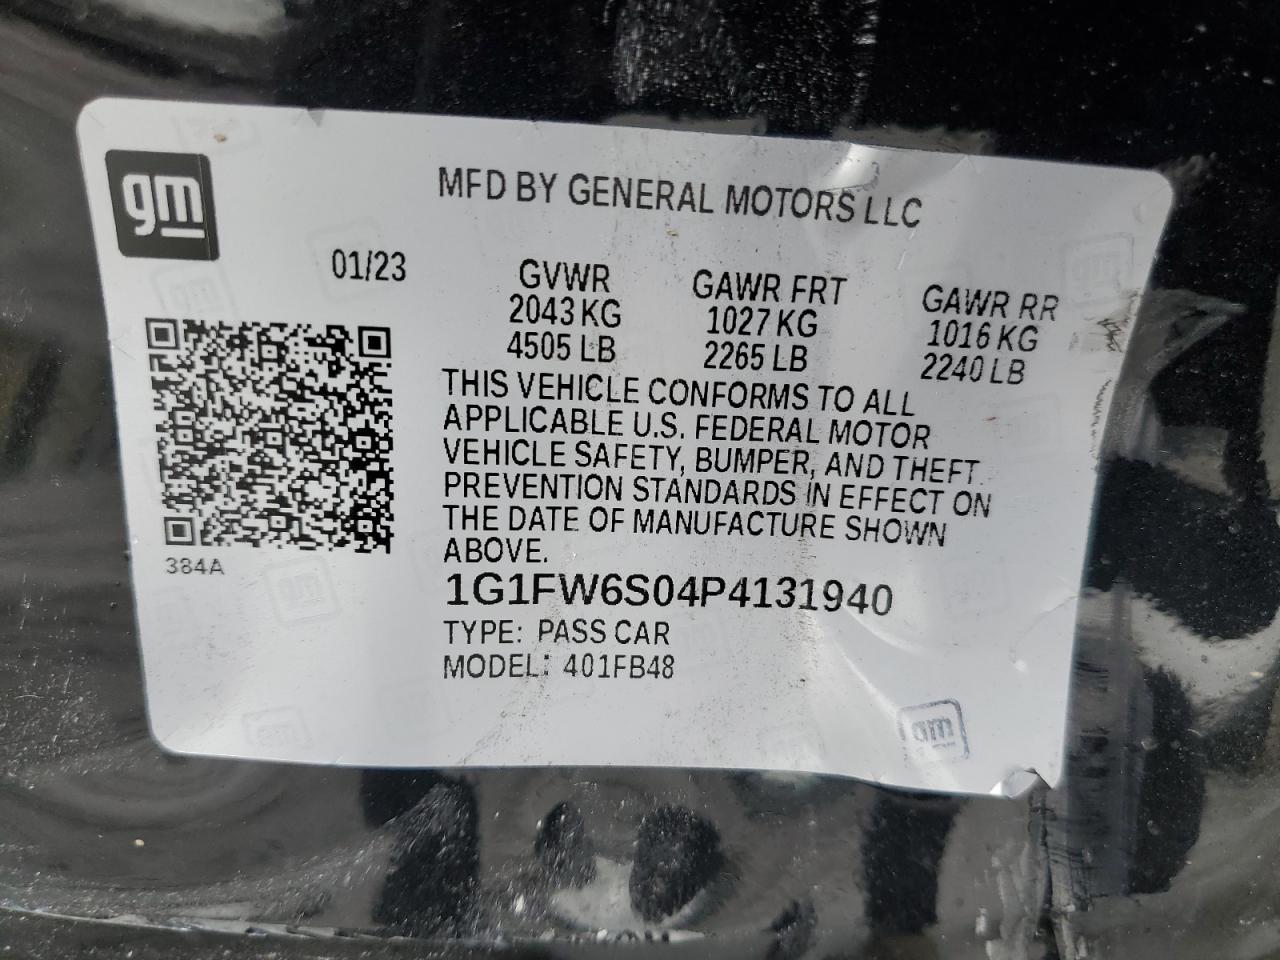 gm
MFD BY GENERAL MOTORS LLC
01/23
GVWR
2043 KG
4505 LB
GAWR FRT
1027 KG
2265 LB
GAWR RR
1016 KG
2240 LB
THIS VEHICLE CONFORMS TO ALL
APPLICABLE U.S. FEDERAL MOTOR
VEHICLE SAFETY, BUMPER, AND THEFT
PREVENTION STANDARDS IN EFFECT ON
THE DATE OF MANUFACTURE SHOWN
ABOVE.
384A
1G1FW6S04P4131940
TYPE: PASS CAR
MODEL: 401FB48
gm